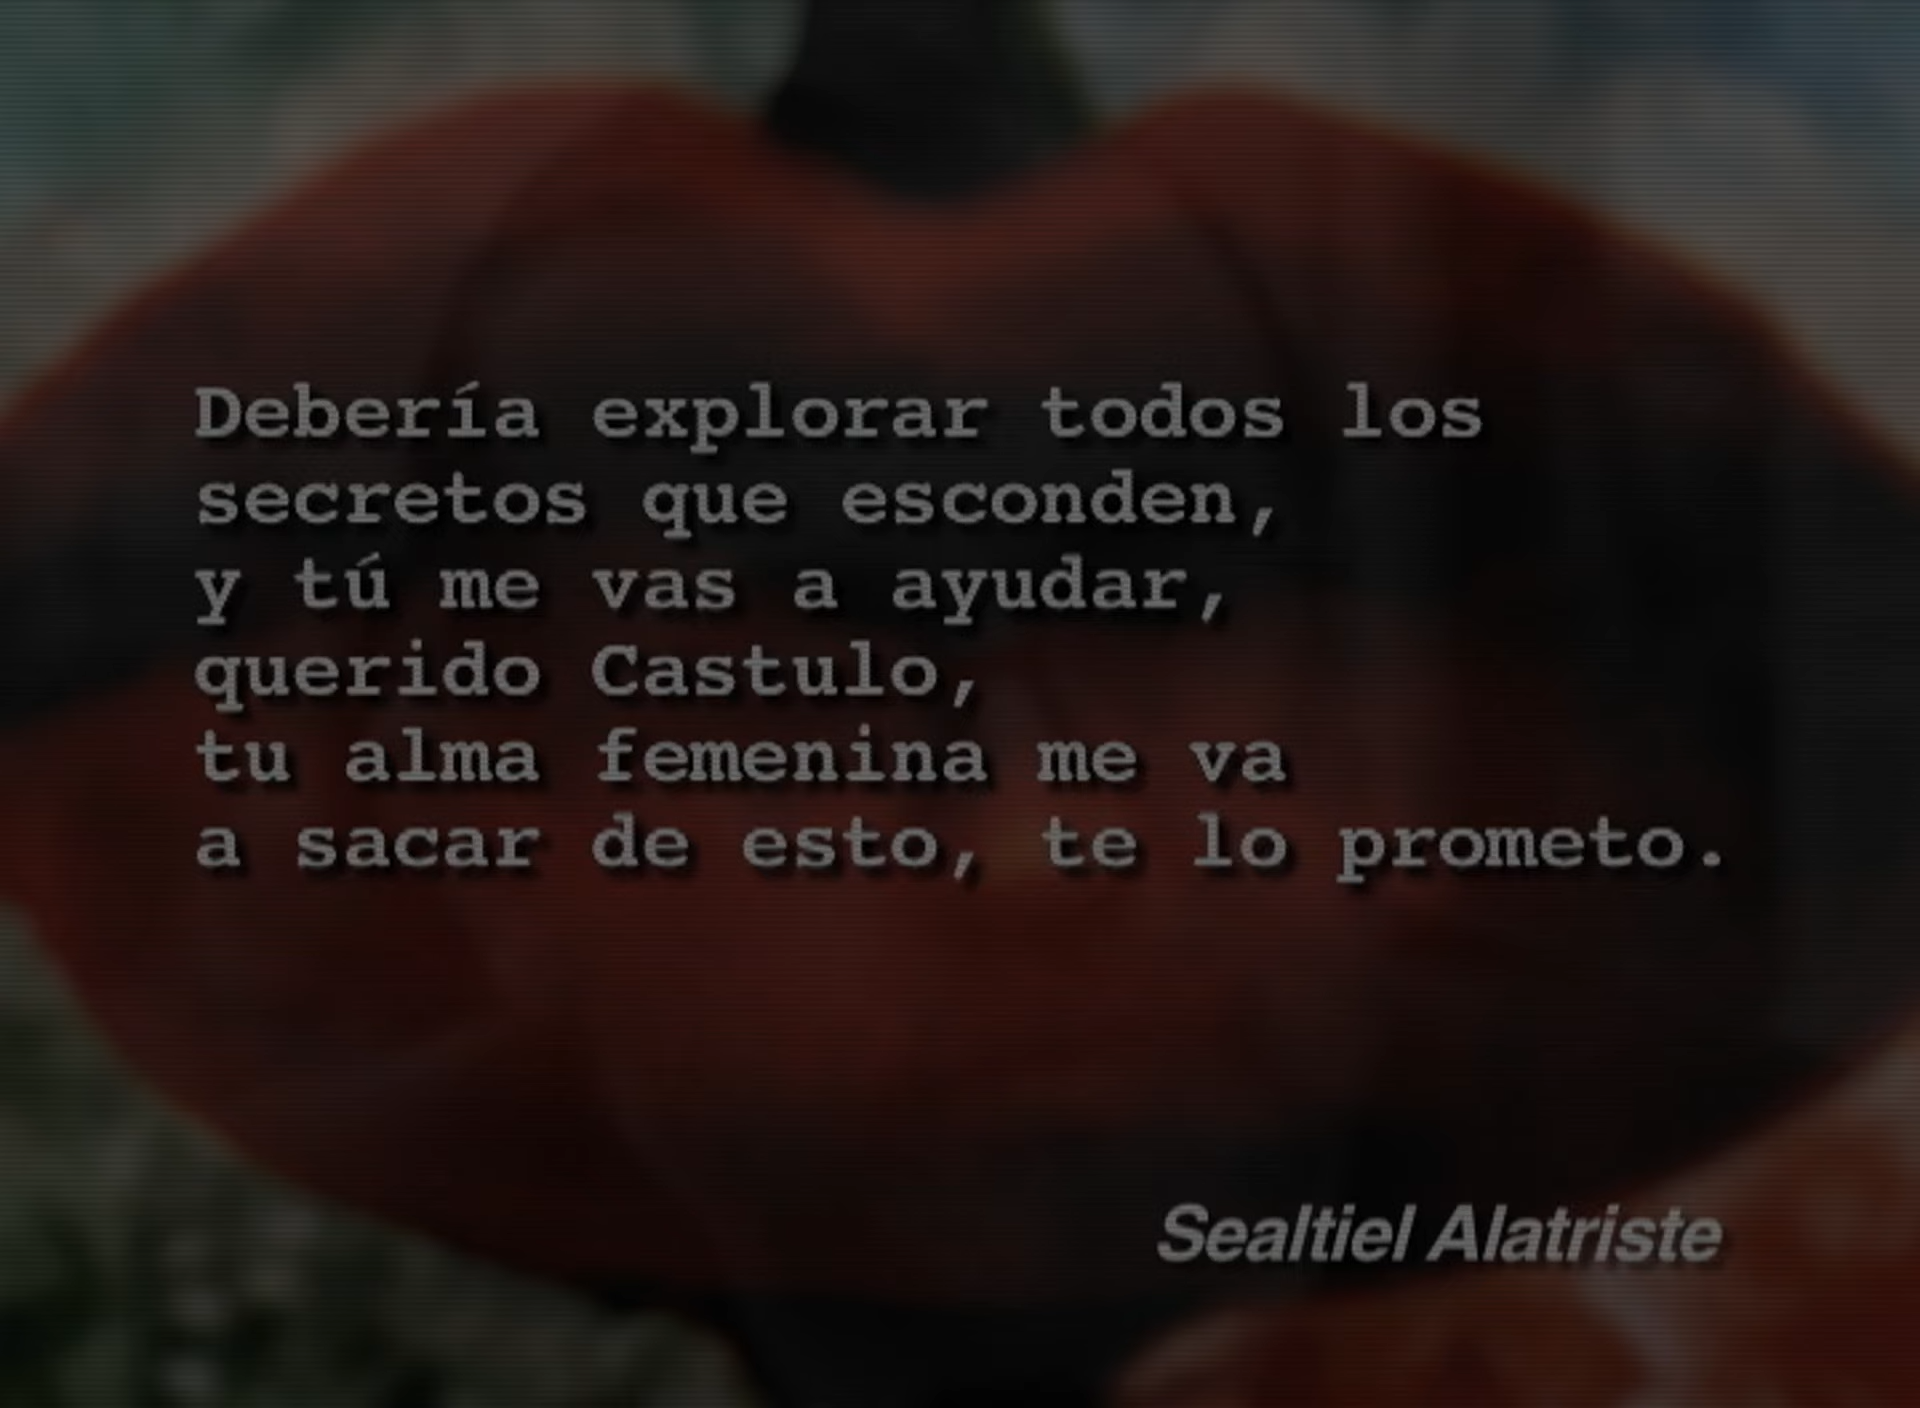 Debería explorar todos los
secretos que esconden,
y tú me vas a ayudar,
querido Castulo,
tu alma femenina me va
a sacar de esto, te lo prometo.
Sealtiel Alatriste